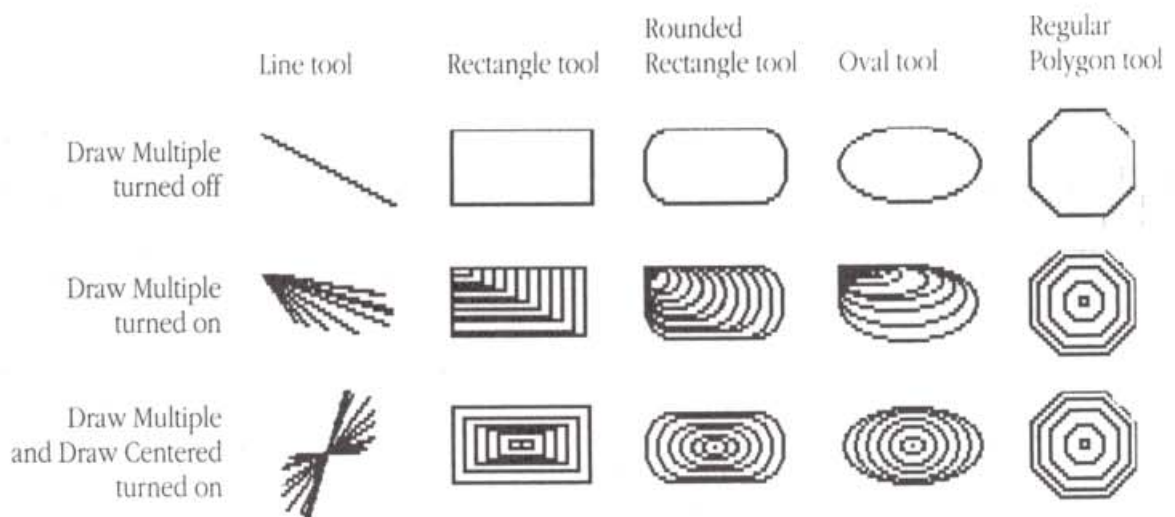 Line tool
Rectangle tool
Rounded
Rectangle tool
Oval tool
Regular
Polygon tool
Draw Multiple
turned off
Draw Multiple
turned on
Draw Multiple
and Draw Centered
turned on